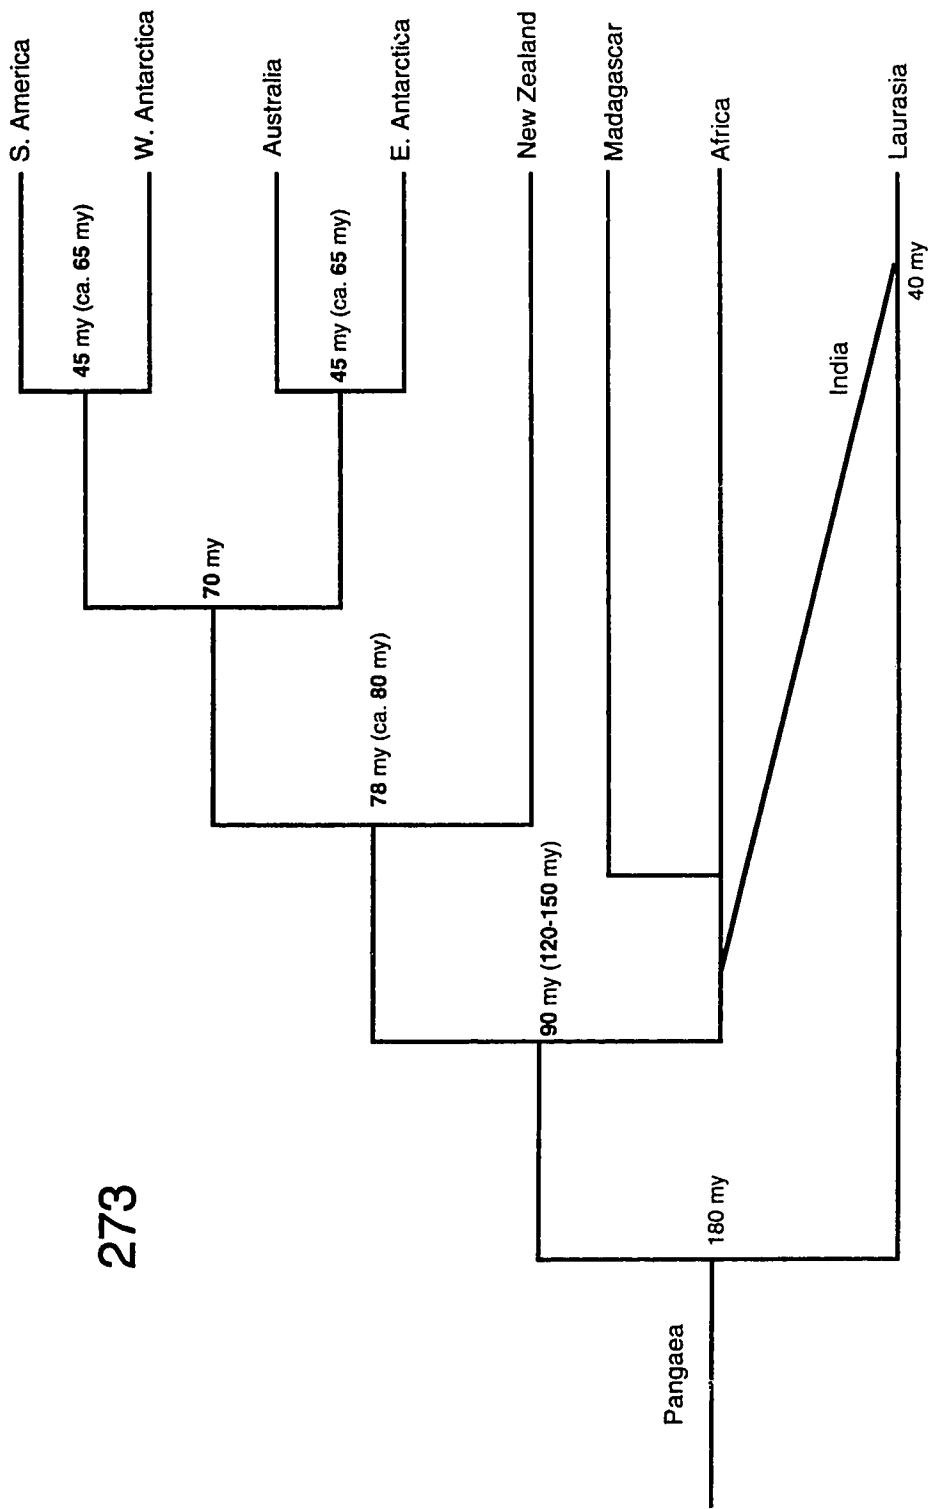 273
Pangaea
180 my
90 my (120-150 my)
78 my (ca. 80 my)
70 my
45 my (ca. 65 my)
45 my (ca. 65 my)
India
40 my
S. America
W. Antarctica
Australia
E. Antarctica
New Zealand
Madagascar
Africa
Laurasia